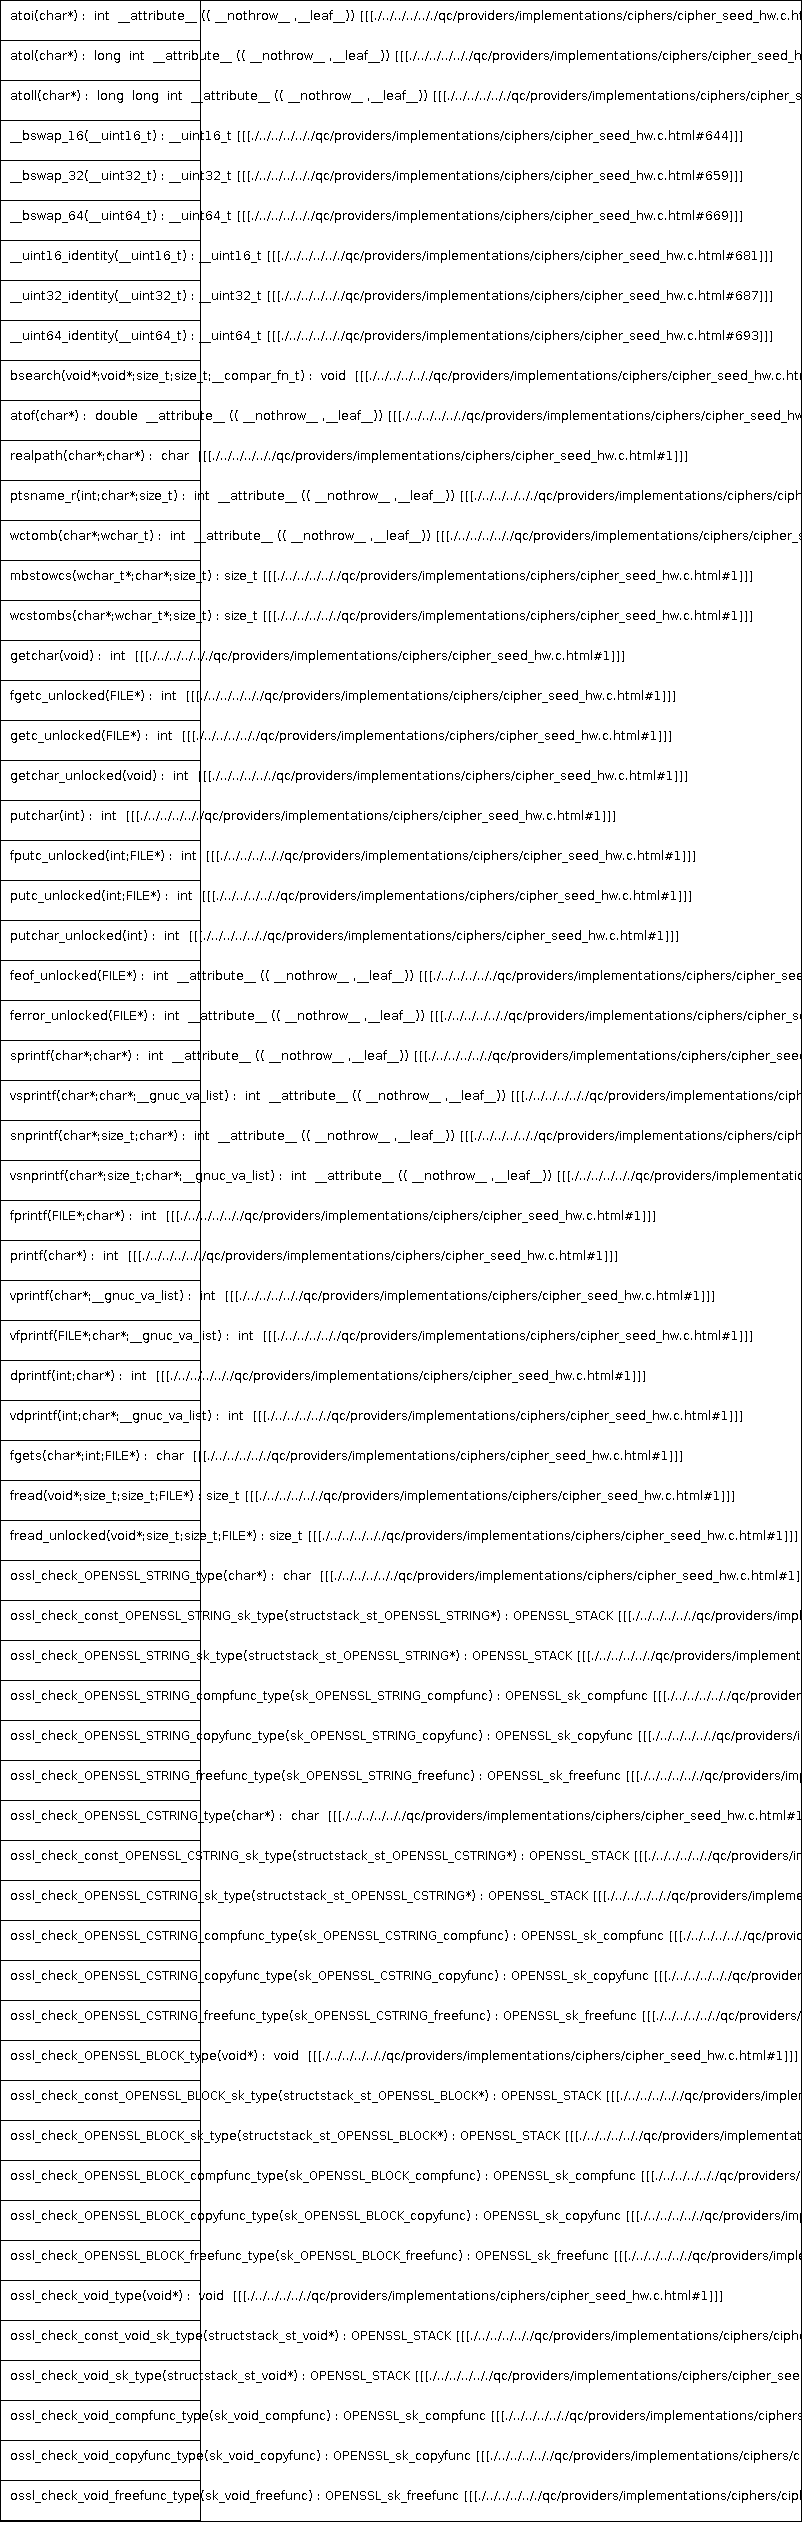 atoi(char*) :  int  __attribute__ (( __nothrow__ ,__leaf__)) [[[./../../../../qc/providers/implementations/ciphers/cipher_seed_hw.c.ht
atol(char*) :  long  int  __attribute__ (( __nothrow__ ,__leaf__)) [[[./../../../../qc/providers/implementations/ciphers/cipher_seed_h
atoll(char*) :  long  long  int  __attribute__ (( __nothrow__ ,__leaf__)) [[[./../../../../qc/providers/implementations/ciphers/cipher_s
__bswap_16(__uint16_t) : __uint16_t [[[./../../../../qc/providers/implementations/ciphers/cipher_seed_hw.c.html#644]]]
__bswap_32(__uint32_t) : __uint32_t [[[./../../../../qc/providers/implementations/ciphers/cipher_seed_hw.c.html#659]]]
__bswap_64(__uint64_t) : __uint64_t [[[./../../../../qc/providers/implementations/ciphers/cipher_seed_hw.c.html#669]]]
__uint16_identity(__uint16_t) : __uint16_t [[[./../../../../qc/providers/implementations/ciphers/cipher_seed_hw.c.html#681]]]
__uint32_identity(__uint32_t) : __uint32_t [[[./../../../../qc/providers/implementations/ciphers/cipher_seed_hw.c.html#687]]]
__uint64_identity(__uint64_t) : __uint64_t [[[./../../../../qc/providers/implementations/ciphers/cipher_seed_hw.c.html#693]]]
bsearch(void*;void*;size_t;size_t;__compar_fn_t) :  void  [[[./../../../../qc/providers/implementations/ciphers/cipher_seed_hw.c.ht
atof(char*) :  double  __attribute__ (( __nothrow__ ,__leaf__)) [[[./../../../../qc/providers/implementations/ciphers/cipher_seed_hw
realpath(char*;char*) :  char  [[[./../../../../qc/providers/implementations/ciphers/cipher_seed_hw.c.html#1]]]
ptsname_r(int;char*;size_t) :  int  __attribute__ (( __nothrow__ ,__leaf__)) [[[./../../../../qc/providers/implementations/ciphers/ciph
wctomb(char*;wchar_t) :  int  __attribute__ (( __nothrow__ ,__leaf__)) [[[./../../../../qc/providers/implementations/ciphers/cipher_s
mbstowcs(wchar_t*;char*;size_t) : size_t [[[./../../../../qc/providers/implementations/ciphers/cipher_seed_hw.c.html#1]]]
wcstombs(char*;wchar_t*;size_t) : size_t [[[./../../../../qc/providers/implementations/ciphers/cipher_seed_hw.c.html#1]]]
getchar(void) :  int  [[[./../../../../qc/providers/implementations/ciphers/cipher_seed_hw.c.html#1]]]
fgetc_unlocked(FILE*) :  int  [[[./../../../../qc/providers/implementations/ciphers/cipher_seed_hw.c.html#1]]]
getc_unlocked(FILE*) :  int  [[[./../../../../qc/providers/implementations/ciphers/cipher_seed_hw.c.html#1]]]
getchar_unlocked(void) :  int  [[[./../../../../qc/providers/implementations/ciphers/cipher_seed_hw.c.html#1]]]
putchar(int) :  int  [[[./../../../../qc/providers/implementations/ciphers/cipher_seed_hw.c.html#1]]]
fputc_unlocked(int;FILE*) :  int  [[[./../../../../qc/providers/implementations/ciphers/cipher_seed_hw.c.html#1]]]
putc_unlocked(int;FILE*) :  int  [[[./../../../../qc/providers/implementations/ciphers/cipher_seed_hw.c.html#1]]]
putchar_unlocked(int) :  int  [[[./../../../../qc/providers/implementations/ciphers/cipher_seed_hw.c.html#1]]]
feof_unlocked(FILE*) :  int  __attribute__ (( __nothrow__ ,__leaf__)) [[[./../../../../qc/providers/implementations/ciphers/cipher_see
ferror_unlocked(FILE*) :  int  __attribute__ (( __nothrow__ ,__leaf__)) [[[./../../../../qc/providers/implementations/ciphers/cipher_s
sprintf(char*;char*) :  int  __attribute__ (( __nothrow__ ,__leaf__)) [[[./../../../../qc/providers/implementations/ciphers/cipher_seed
vsprintf(char*;char*;__gnuc_va_list) :  int  __attribute__ (( __nothrow__ ,__leaf__)) [[[./../../../../qc/providers/implementations/ciph
snprintf(char*;size_t;char*) :  int  __attribute__ (( __nothrow__ ,__leaf__)) [[[./../../../../qc/providers/implementations/ciphers/ciph
vsnprintf(char*;size_t;char*;__gnuc_va_list) :  int  __attribute__ (( __nothrow__ ,__leaf__)) [[[./../../../../qc/providers/implementatic
fprintf(FILE*;char*) :  int  [[[./../../../../qc/providers/implementations/ciphers/cipher_seed_hw.c.html#1]]]
printf(char*) :  int  [[[./../../../../qc/providers/implementations/ciphers/cipher_seed_hw.c.html#1]]]
vprintf(char*;__gnuc_va_list) :  int  [[[./../../../../qc/providers/implementations/ciphers/cipher_seed_hw.c.html#1]]]
vfprintf(FILE*;char*;__gnuc_va_list) :  int  [[[./../../../../qc/providers/implementations/ciphers/cipher_seed_hw.c.html#1]]]
dprintf(int;char*) :  int  [[[./../../../../qc/providers/implementations/ciphers/cipher_seed_hw.c.html#1]]]
vdprintf(int;char*;__gnuc_va_list) :  int  [[[./../../../../qc/providers/implementations/ciphers/cipher_seed_hw.c.html#1]]]
fgets(char*;int;FILE*) :  char  [[[./../../../../qc/providers/implementations/ciphers/cipher_seed_hw.c.html#1]]]
fread(void*;size_t;size_t;FILE*) : size_t [[[./../../../../qc/providers/implementations/ciphers/cipher_seed_hw.c.html#1]]]
fread_unlocked(void*;size_t;size_t;FILE*) : size_t [[[./../../../../qc/providers/implementations/ciphers/cipher_seed_hw.c.html#1]]]
ossl_check_OPENSSL_STRING_type(char*) :  char  [[[./../../../../qc/providers/implementations/ciphers/cipher_seed_hw.c.html#1]
ossl_check_const_OPENSSL_STRING_sk_type(structstack_st_OPENSSL_STRING*) : OPENSSL_STACK [[[./../../../../qc/providers/impl
ossl_check_OPENSSL_STRING_sk_type(structstack_st_OPENSSL_STRING*) : OPENSSL_STACK [[[./../../../../qc/providers/implement
ossl_check_OPENSSL_STRING_compfunc_type(sk_OPENSSL_STRING_compfunc) : OPENSSL_sk_compfunc [[[./../../../../qc/provider
ossl_check_OPENSSL_STRING_copyfunc_type(sk_OPENSSL_STRING_copyfunc) : OPENSSL_sk_copyfunc [[[./../../../../qc/providers/i
ossl_check_OPENSSL_STRING_freefunc_type(sk_OPENSSL_STRING_freefunc) : OPENSSL_sk_freefunc [[[./../../../../qc/providers/imp
ossl_check_OPENSSL_CSTRING_type(char*) :  char  [[[./../../../../qc/providers/implementations/ciphers/cipher_seed_hw.c.html#1
ossl_check_const_OPENSSL_CSTRING_sk_type(structstack_st_OPENSSL_CSTRING*) : OPENSSL_STACK [[[./../../../../qc/providers/ir
ossl_check_OPENSSL_CSTRING_sk_type(structstack_st_OPENSSL_CSTRING*) : OPENSSL_STACK [[[./../../../../qc/providers/impleme
ossl_check_OPENSSL_CSTRING_compfunc_type(sk_OPENSSL_CSTRING_compfunc) : OPENSSL_sk_compfunc [[[./../../../../qc/provid
ossl_check_OPENSSL_CSTRING_copyfunc_type(sk_OPENSSL_CSTRING_copyfunc) : OPENSSL_sk_copyfunc [[[./../../../../qc/provider
ossl_check_OPENSSL_CSTRING_freefunc_type(sk_OPENSSL_CSTRING_freefunc) : OPENSSL_sk_freefunc [[[./../../../../qc/providers/
ossl_check_OPENSSL_BLOCK_type(void*) :  void  [[[./../../../../qc/providers/implementations/ciphers/cipher_seed_hw.c.html#1]]]
ossl_check_const_OPENSSL_BLOCK_sk_type(structstack_st_OPENSSL_BLOCK*) : OPENSSL_STACK [[[./../../../../qc/providers/implen
ossl_check_OPENSSL_BLOCK_sk_type(structstack_st_OPENSSL_BLOCK*) : OPENSSL_STACK [[[./../../../../qc/providers/implementat
ossl_check_OPENSSL_BLOCK_compfunc_type(sk_OPENSSL_BLOCK_compfunc) : OPENSSL_sk_compfunc [[[./../../../../qc/providers/
ossl_check_OPENSSL_BLOCK_copyfunc_type(sk_OPENSSL_BLOCK_copyfunc) : OPENSSL_sk_copyfunc [[[./../../../../qc/providers/imp
ossl_check_OPENSSL_BLOCK_freefunc_type(sk_OPENSSL_BLOCK_freefunc) : OPENSSL_sk_freefunc [[[./../../../../qc/providers/imple
ossl_check_void_type(void*) :  void  [[[./../../../../qc/providers/implementations/ciphers/cipher_seed_hw.c.html#1]]]
ossl_check_const_void_sk_type(structstack_st_void*) : OPENSSL_STACK [[[./../../../../qc/providers/implementations/ciphers/ciphe
ossl_check_void_sk_type(structstack_st_void*) : OPENSSL_STACK [[[./../../../../qc/providers/implementations/ciphers/cipher_see
ossl_check_void_compfunc_type(sk_void_compfunc) : OPENSSL_sk_compfunc [[[./../../../../qc/providers/implementations/ciphers
ossl_check_void_copyfunc_type(sk_void_copyfunc) : OPENSSL_sk_copyfunc [[[./../../../../qc/providers/implementations/ciphers/c
ossl_check_void_freefunc_type(sk_void_freefunc) : OPENSSL_sk_freefunc [[[./../../../../qc/providers/implementations/ciphers/cipl